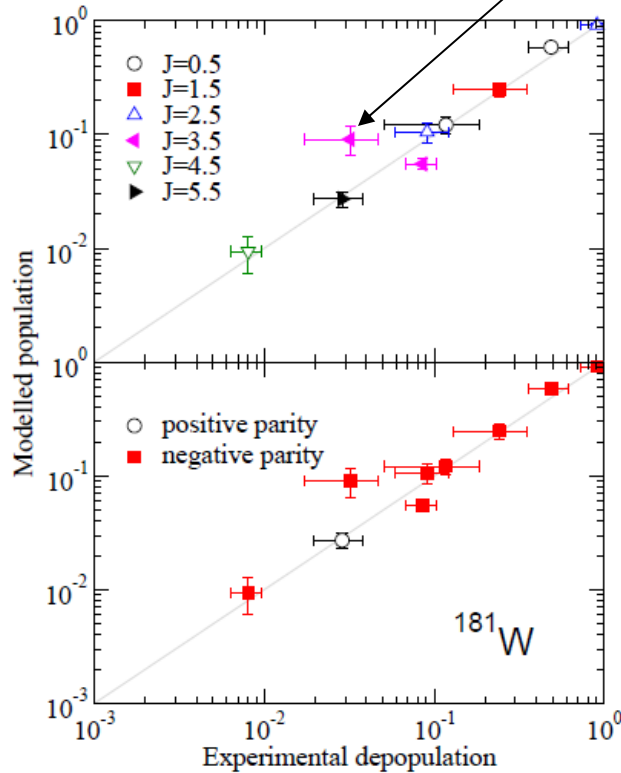 10^0
J=0.5
J=1.5
J=2.5
J=3.5
J=4.5
J=5.5
10^-1
10^-2
10^0
Modelled population
positive parity
negative parity
10^-1
10^-2
^181W
10^-3
10^-3 10^-2 10^-1 10^0
Experimental depopulation